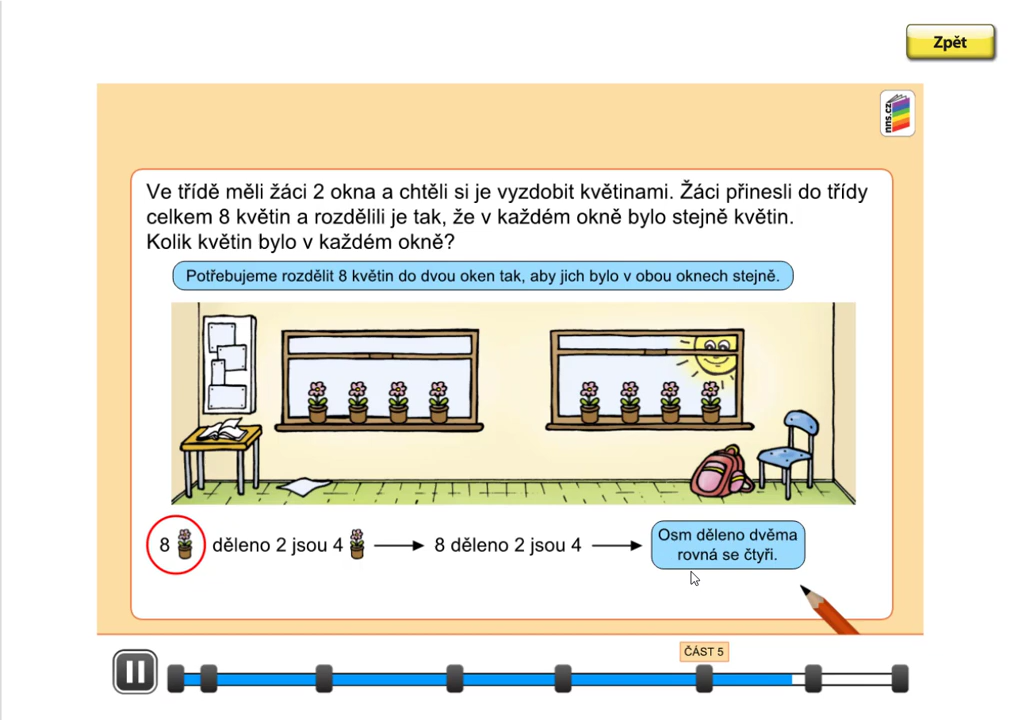 Zpět
nns.cz
Ve třídě měli žáci 2 okna a chtěli si je vyzdobit květinami. Žáci přinesli do třídy
celkem 8 květin a rozdělili je tak, že v každém okně bylo stejně květin.
Kolik květin bylo v každém okně?
Potřebujeme rozdělit 8 květin do dvou oken tak, aby jich bylo v obou oknech stejně.
8 děleno 2 jsou 4 → 8 děleno 2 jsou 4 → Osm děleno dvěma
rovná se čtyři.
ČÁST 5